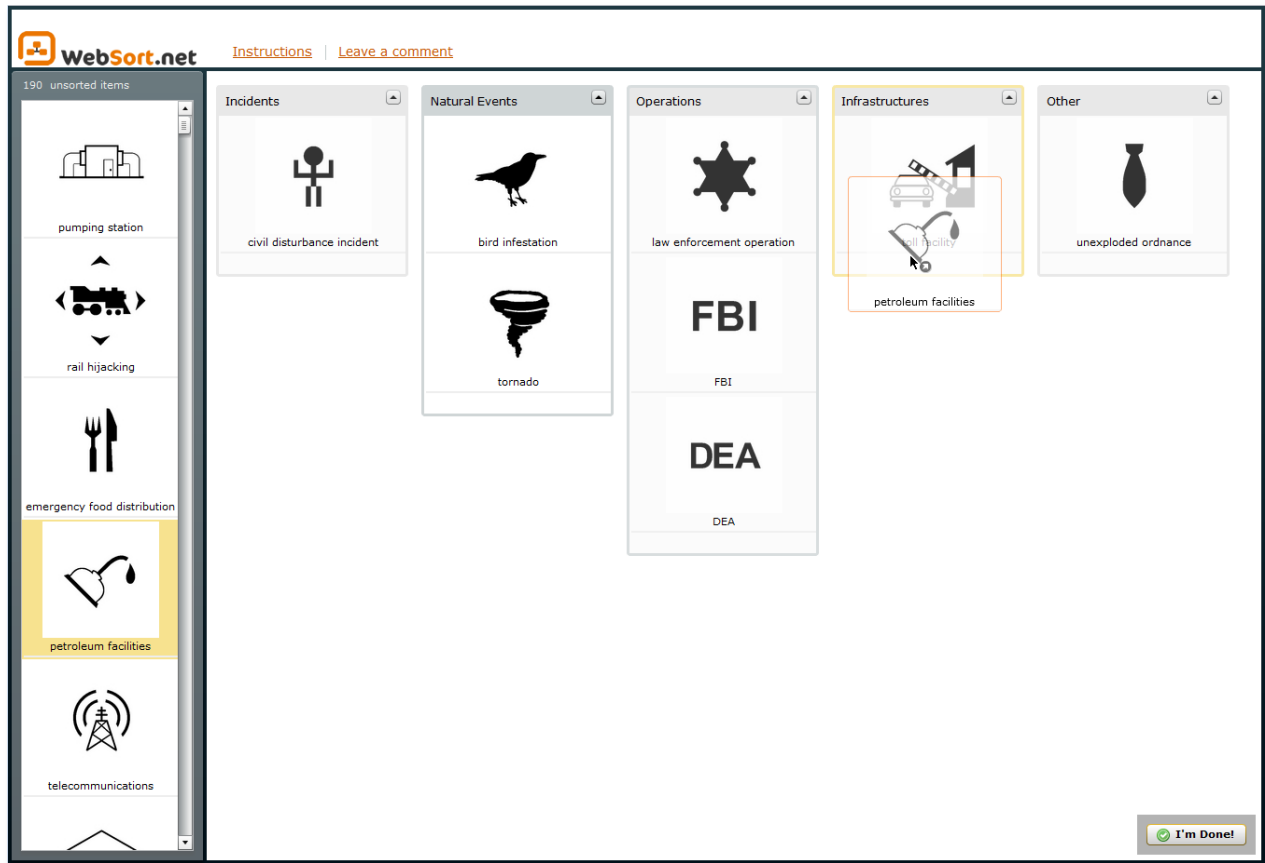 WebSort.net
Instructions
Leave a comment
190 unsorted items
pumping station
rail hijacking
emergency food distribution
petroleum facilities
telecommunications
Incidents
civil disturbance incident
Natural Events
bird infestation
tornado
Operations
law enforcement operation
FBI
FBI
DEA
DEA
Infrastructures
toll facility
petroleum facilities
Other
unexploded ordnance
I'm Done!